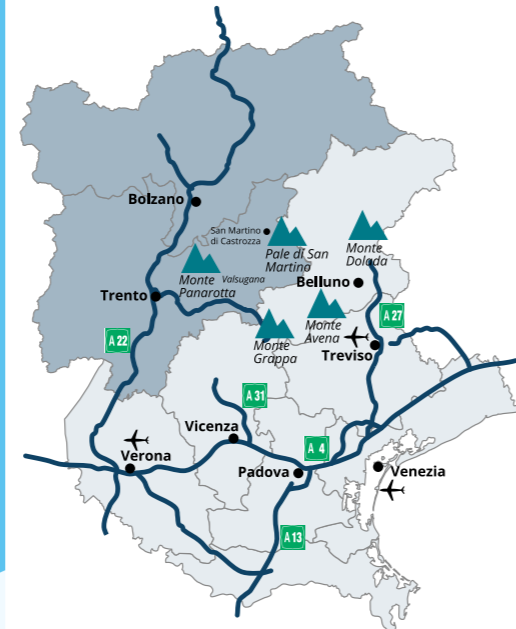 Bolzano
San Martino
di Castrozza
Pale di San
Martino
Monte
Dolada
Monte
Panarotta
Valsugana
Belluno
Trento
Monte
Avena
A 27
Monte
Grappa
Treviso
A 22
A 31
Vicenza
Verona
A 4
Padova
Venezia
A 13